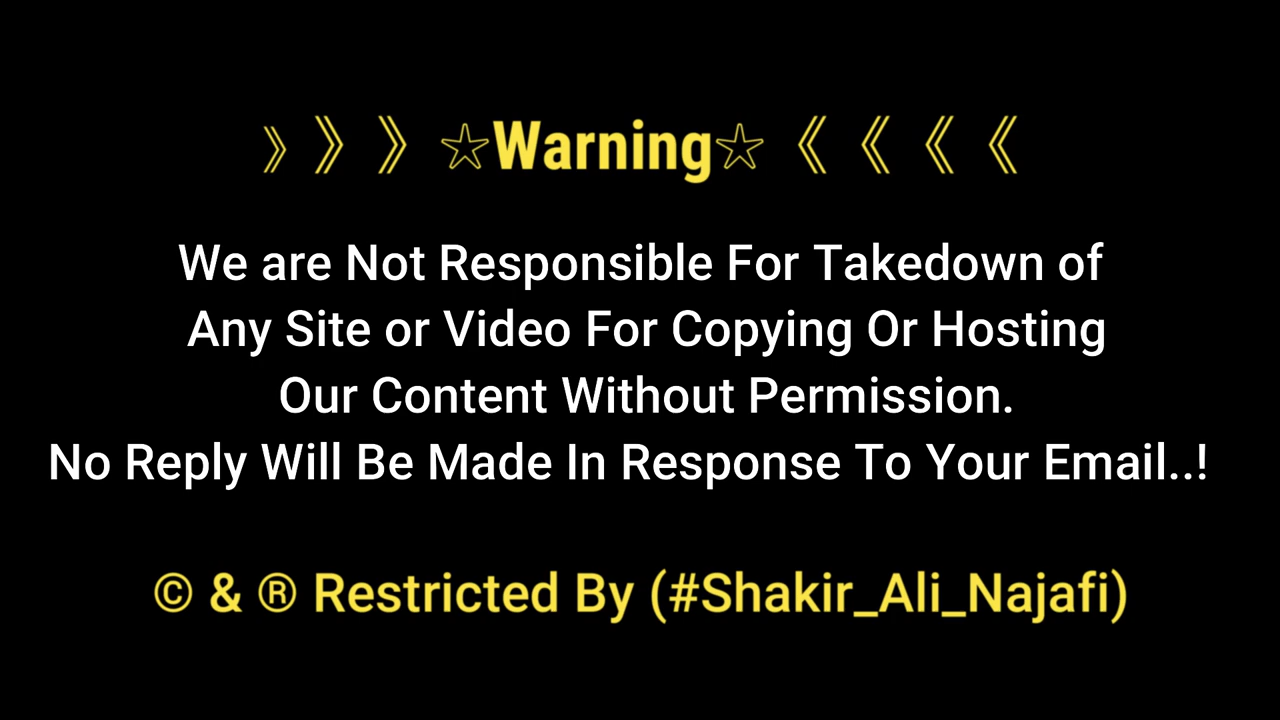 》》》☆Warning☆《《《《
We are Not Responsible For Takedown of
Any Site or Video For Copying Or Hosting
Our Content Without Permission.
No Reply Will Be Made In Response To Your Email..!
© & ® Restricted By (#Shakir_Ali_Najafi)